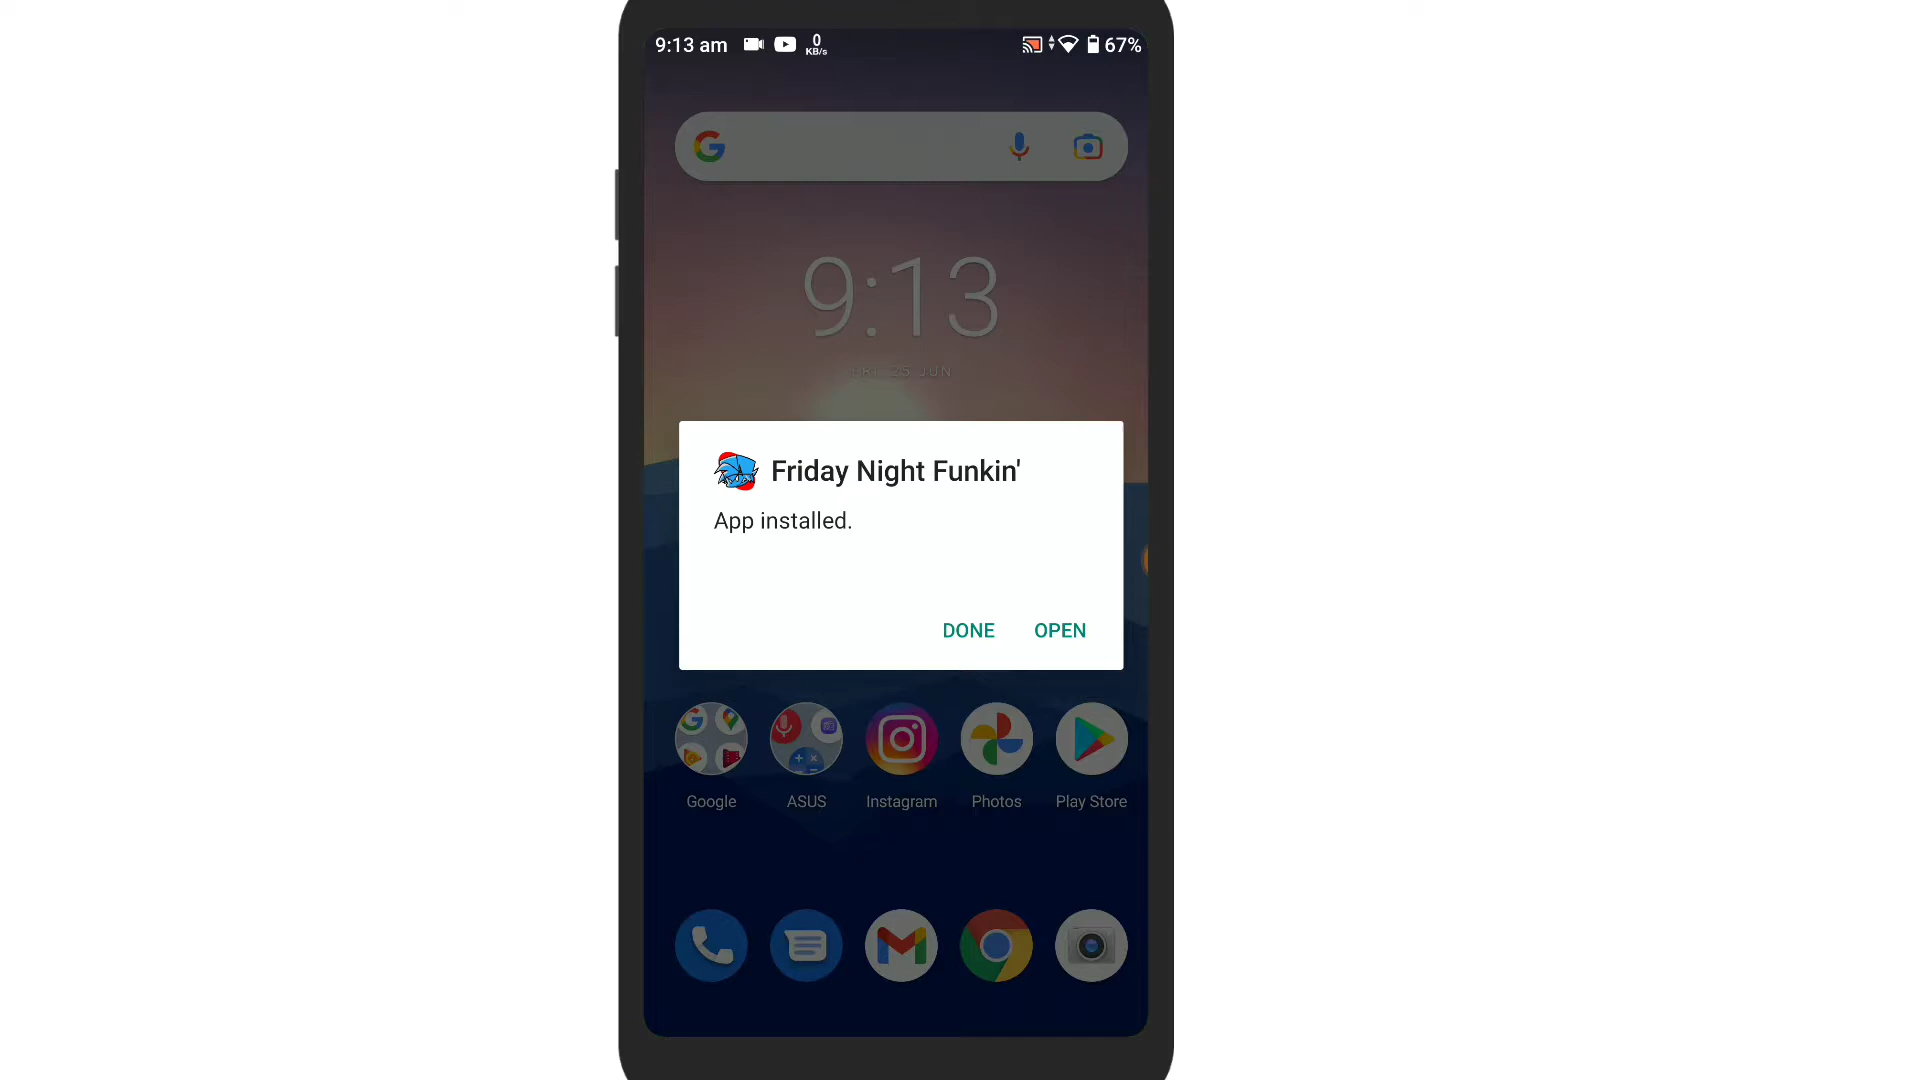 9:13 am 0 KB/s 67%
9:13
FRI 25 JUN
Friday Night Funkin'
App installed.
DONE OPEN
Google ASUS Instagram Photos Play Store